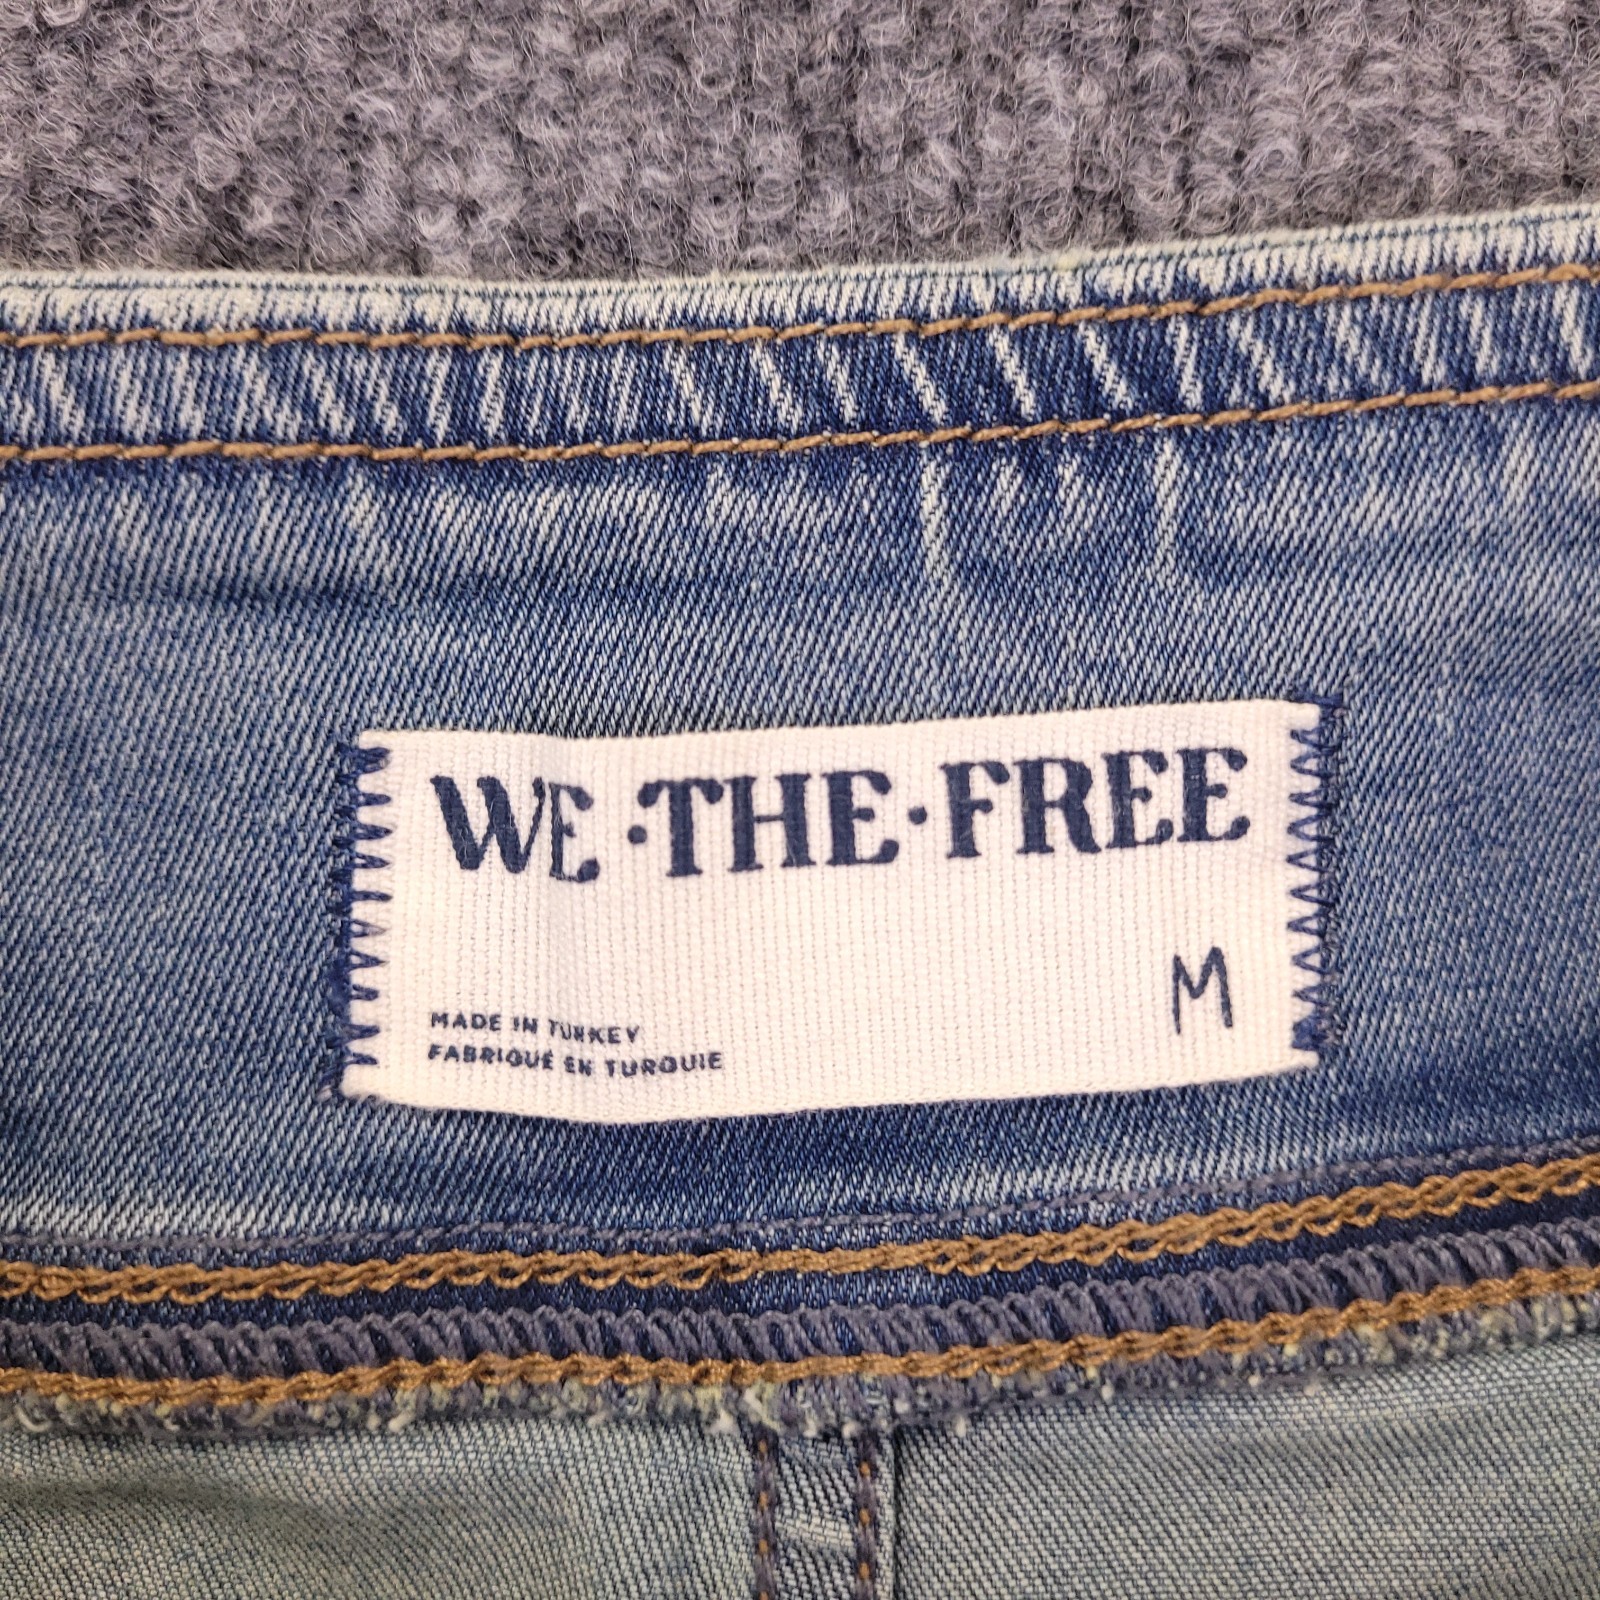 WE·THE·FREE
M
MADE IN TURKEY
FABRIQUÉ EN TURQUIE